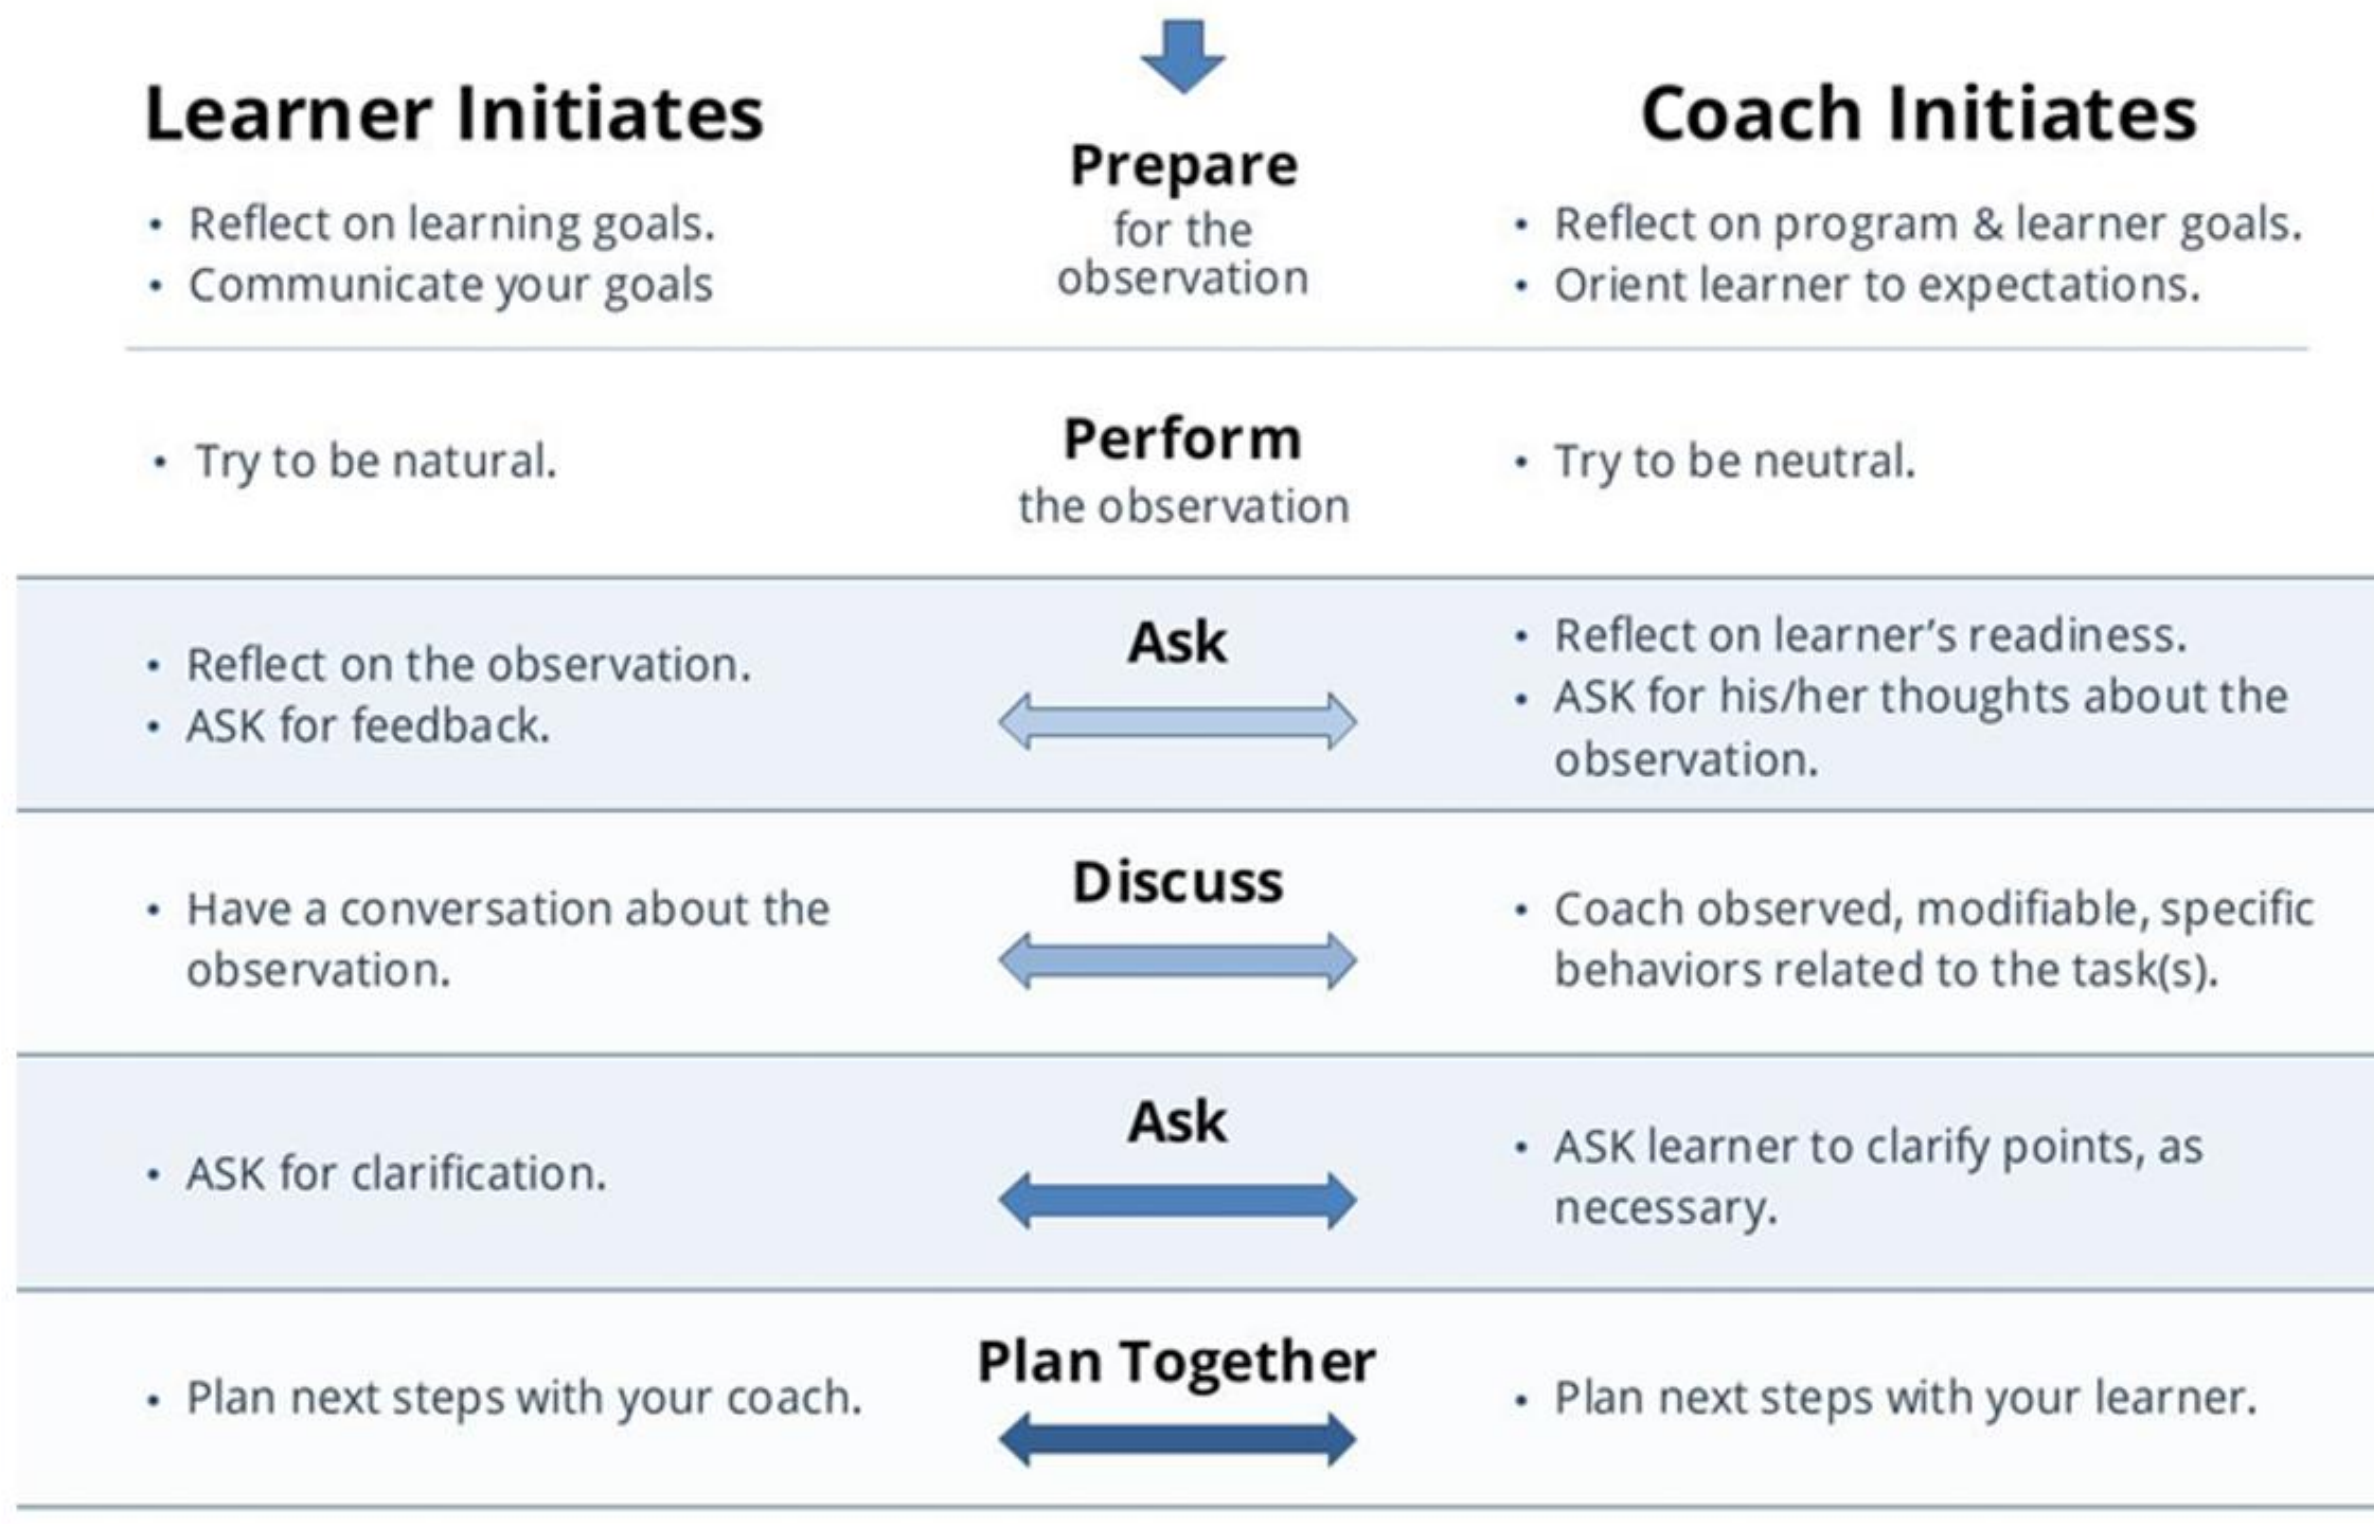 Learner Initiates
Coach Initiates
Prepare
for the
observation
• Reflect on learning goals.
• Communicate your goals
• Reflect on program & learner goals.
• Orient learner to expectations.
• Try to be natural.
Perform
the observation
• Try to be neutral.
• Reflect on the observation.
• ASK for feedback.
Ask
• Reflect on learner’s readiness.
• ASK for his/her thoughts about the
observation.
• Have a conversation about the
observation.
Discuss
• Coach observed, modifiable, specific
behaviors related to the task(s).
• ASK for clarification.
Ask
• ASK learner to clarify points, as
necessary.
• Plan next steps with your coach.
Plan Together
• Plan next steps with your learner.